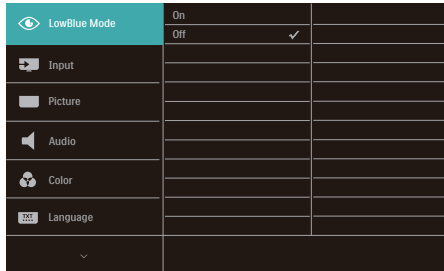 LowBlue Mode
On
Off
Input
Picture
Audio
Color
TXT
Language